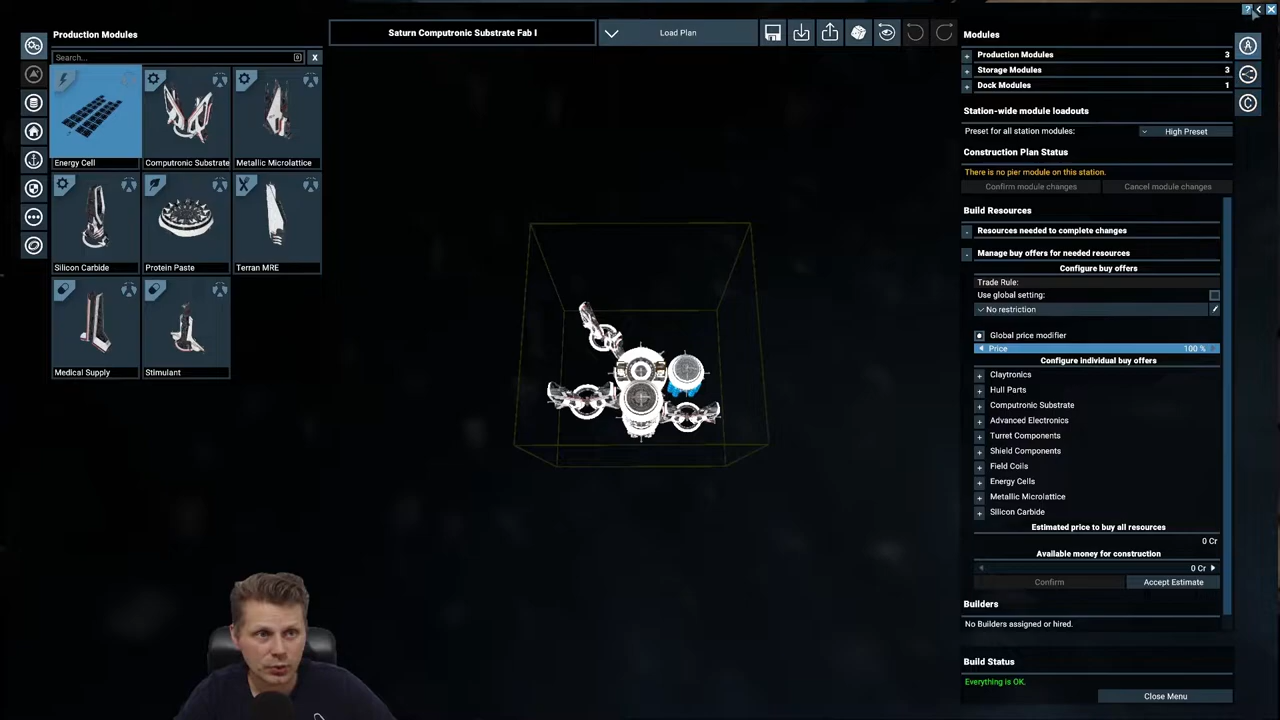 Production Modules
Search...
x
Energy Cell
Computronic Substrate
Metallic Microlattice
Silicon Carbide
Protein Paste
Terran MRE
Medical Supply
Stimulant
Saturn Computronic Substrate Fab I
Load Plan
?
Modules
+ Production Modules 3
+ Storage Modules 3
+ Dock Modules 1
Station-wide module loadouts
Preset for all station modules: High Preset
Construction Plan Status
There is no pier module on this station.
Confirm module changes Cancel module changes
Build Resources
- Resources needed to complete changes
- Manage buy offers for needed resources
Configure buy offers
Trade Rule:
Use global setting:
No restriction
Global price modifier
Price 100 %
Configure individual buy offers
+ Claytronics
+ Hull Parts
+ Computronic Substrate
+ Advanced Electronics
+ Turret Components
+ Shield Components
+ Field Coils
+ Energy Cells
+ Metallic Microlattice
+ Silicon Carbide
Estimated price to buy all resources
0 Cr
Available money for construction
0 Cr
Confirm Accept Estimate
Builders
No Builders assigned or hired.
Build Status
Everything is OK.
Close Menu